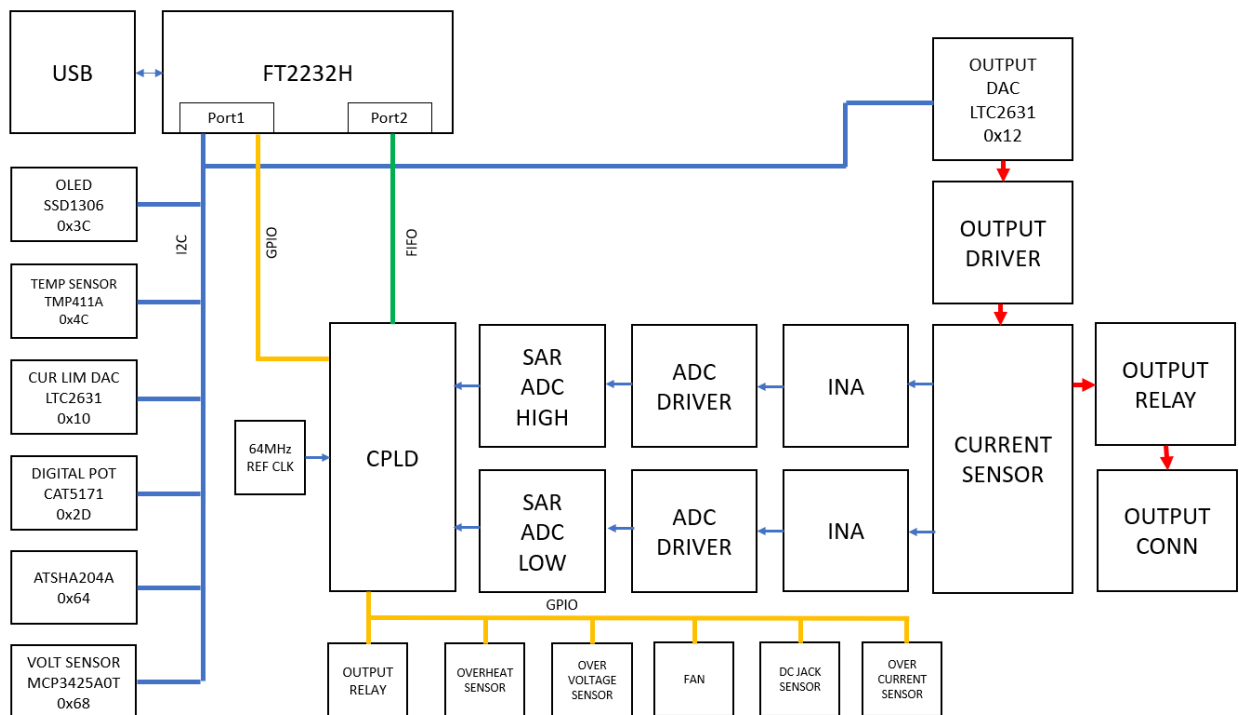 USB
FT2232H
Port1
Port2
OUTPUT
DAC
LTC2631
0x12
OLED
SSD1306
0x3C
I2C
GPIO
FIFO
OUTPUT
DRIVER
TEMP SENSOR
TMP411A
0x4C
CUR LIM DAC
LTC2631
0x10
DIGITAL POT
CAT5171
0x2D
ATSHA204A
0x64
VOLT SENSOR
MCP3425A0T
0x68
64MHz
REF CLK
CPLD
SAR
ADC
HIGH
ADC
DRIVER
INA
SAR
ADC
LOW
ADC
DRIVER
INA
CURRENT
SENSOR
OUTPUT
RELAY
OUTPUT
CONN
GPIO
OUTPUT
RELAY
OVERHEAT
SENSOR
OVER
VOLTAGE
SENSOR
FAN
DC JACK
SENSOR
OVER
CURRENT
SENSOR